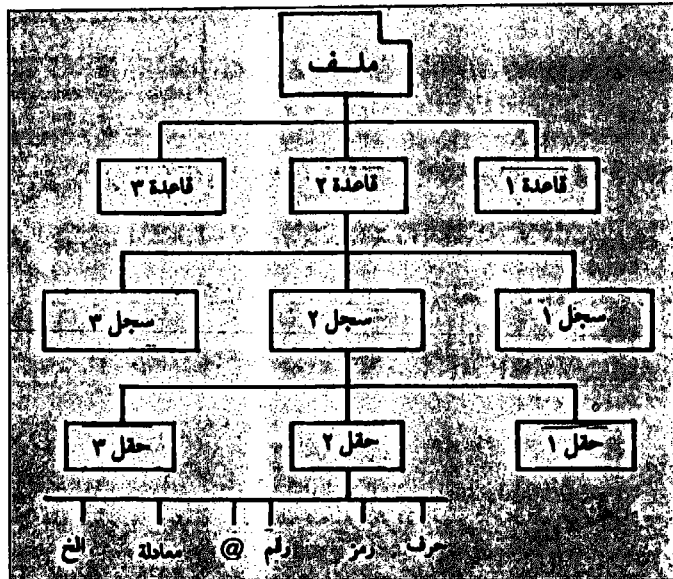 ملف
قاعدة ١ قاعدة ٢ قاعدة ٣
سجل ١ سجل ٢ سجل ٣
حقل ١ حقل ٢ حقل ٣
حرف رمز رقم @ معادلة الخ